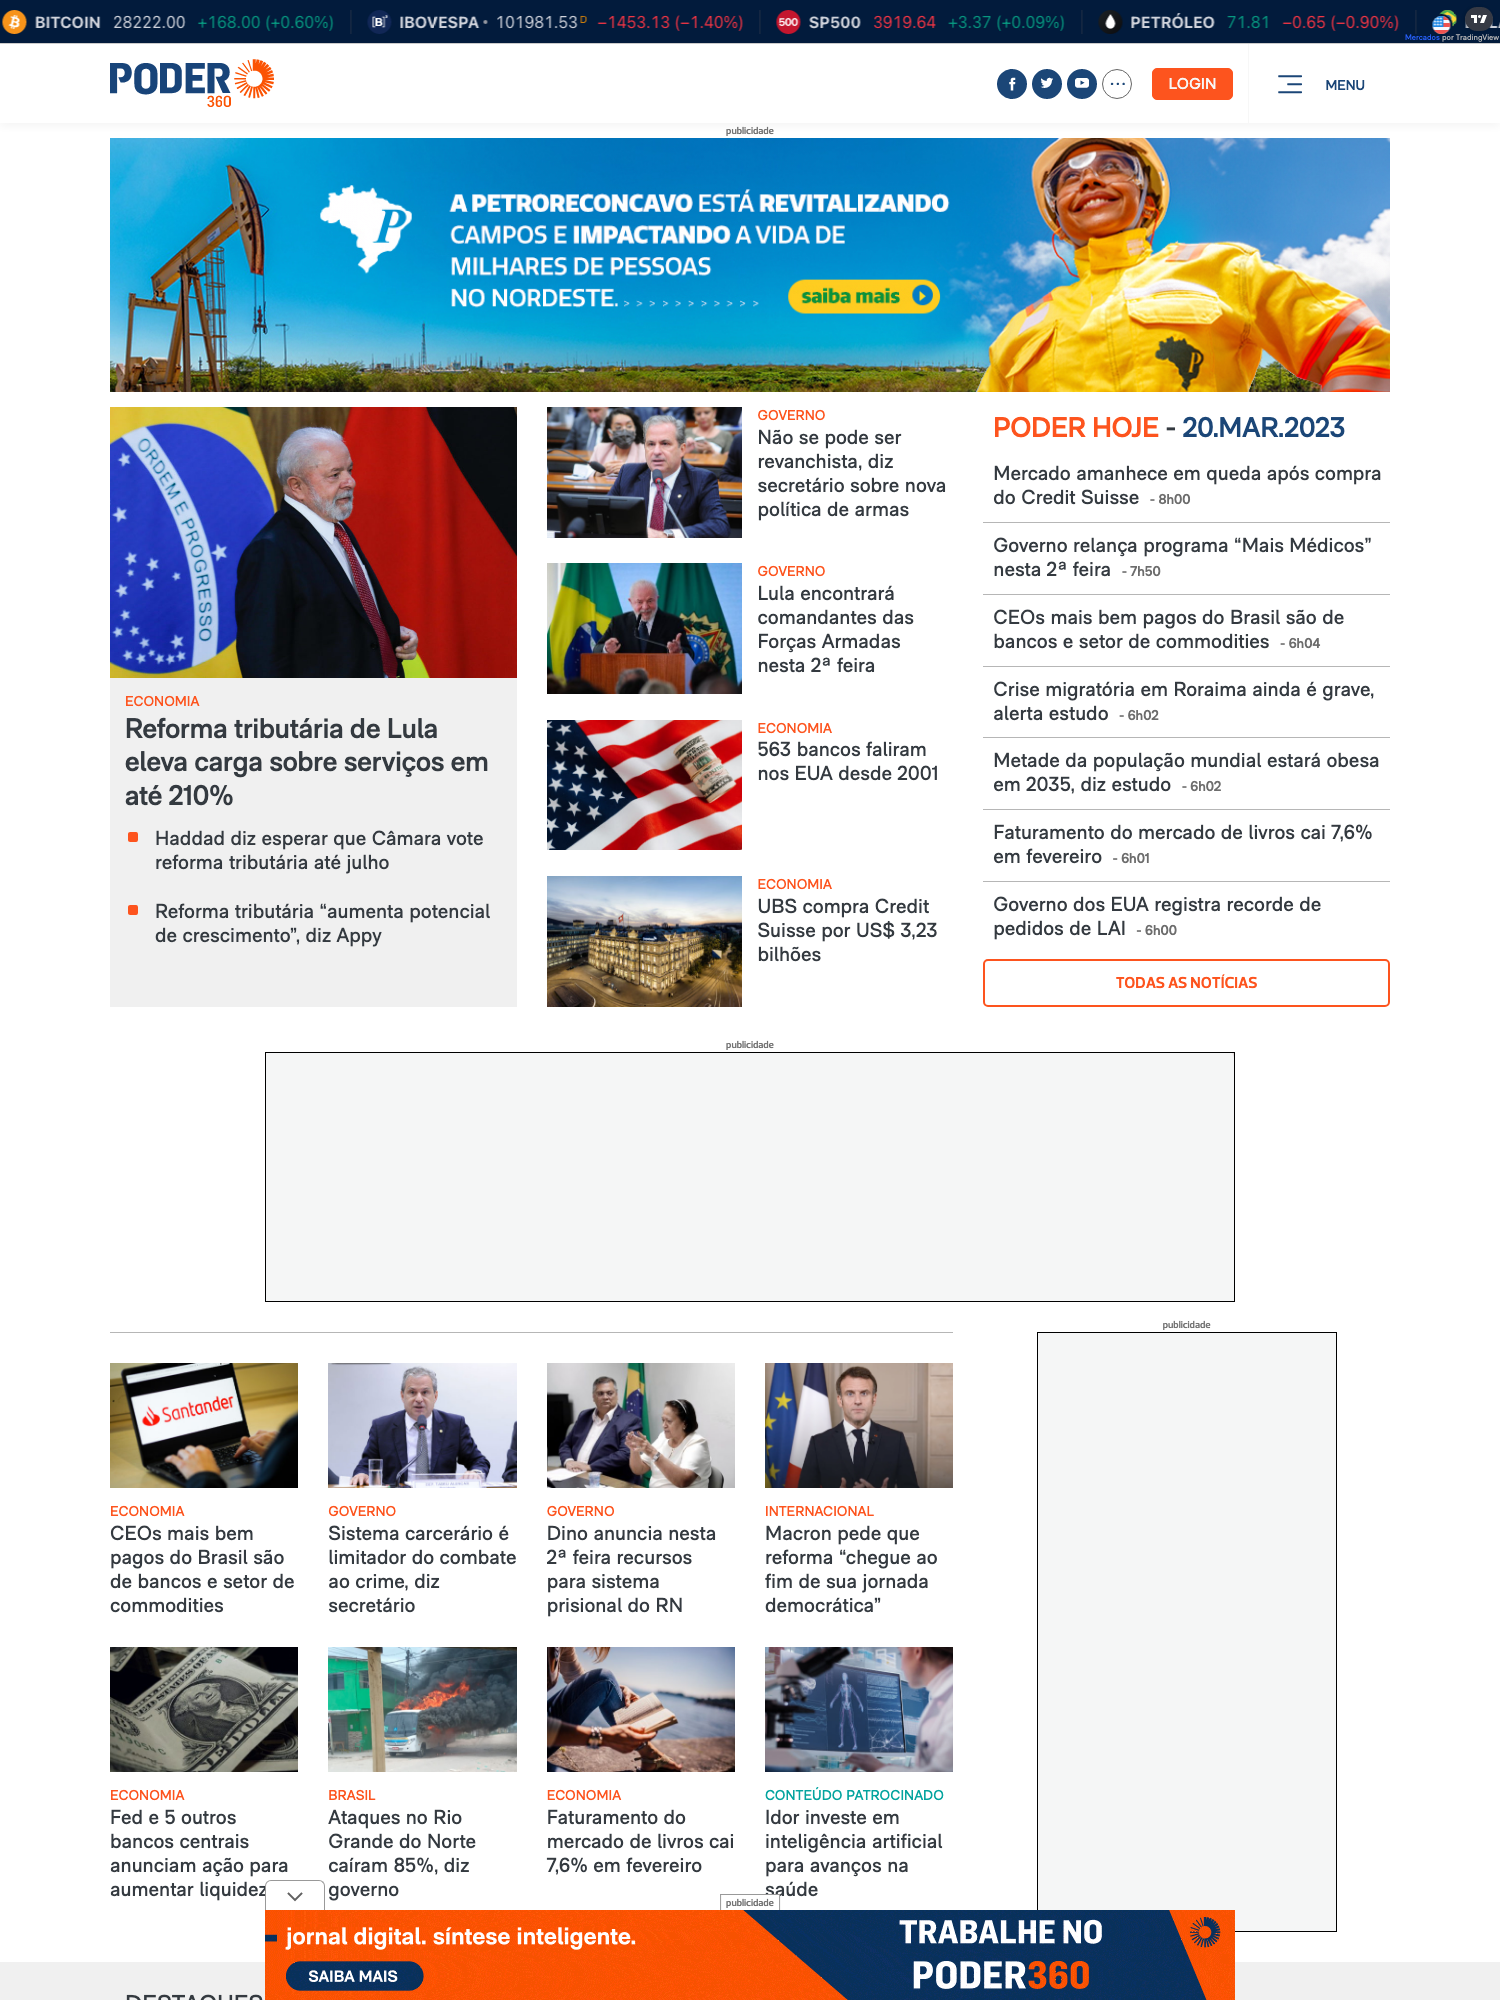 BITCOIN 28222.00 +168.00 (+0.60%)
IBOVESPA 101981.53 D −1453.13 (−1.40%)
SP500 3919.64 +3.37 (+0.09%)
PETRÓLEO 71.81 −0.65 (−0.90%)
Mercados por TradingView
PODER
360
LOGIN
MENU
publicidade
A PETRORECONCAVO ESTÁ REVITALIZANDO
CAMPOS E IMPACTANDO A VIDA DE
MILHARES DE PESSOAS
NO NORDESTE. > > > > > > > > > > >
saiba mais
ORDEM E PROGRESSO
ECONOMIA
Reforma tributária de Lula
eleva carga sobre serviços em
até 210%
Haddad diz esperar que Câmara vote
reforma tributária até julho
Reforma tributária “aumenta potencial
de crescimento”, diz Appy
GOVERNO
Não se pode ser
revanchista, diz
secretário sobre nova
política de armas
GOVERNO
Lula encontrará
comandantes das
Forças Armadas
nesta 2ª feira
ECONOMIA
563 bancos faliram
nos EUA desde 2001
ECONOMIA
UBS compra Credit
Suisse por US$ 3,23
bilhões
PODER HOJE - 20.MAR.2023
Mercado amanhece em queda após compra
do Credit Suisse - 8h00
Governo relança programa “Mais Médicos”
nesta 2ª feira - 7h50
CEOs mais bem pagos do Brasil são de
bancos e setor de commodities - 6h04
Crise migratória em Roraima ainda é grave,
alerta estudo - 6h02
Metade da população mundial estará obesa
em 2035, diz estudo - 6h02
Faturamento do mercado de livros cai 7,6%
em fevereiro - 6h01
Governo dos EUA registra recorde de
pedidos de LAI - 6h00
TODAS AS NOTÍCIAS
publicidade
publicidade
Santander
ECONOMIA
CEOs mais bem
pagos do Brasil são
de bancos e setor de
commodities
GOVERNO
Sistema carcerário é
limitador do combate
ao crime, diz
secretário
GOVERNO
Dino anuncia nesta
2ª feira recursos
para sistema
prisional do RN
INTERNACIONAL
Macron pede que
reforma “chegue ao
fim de sua jornada
democrática”
ECONOMIA
Fed e 5 outros
bancos centrais
anunciam ação para
aumentar liquidez
BRASIL
Ataques no Rio
Grande do Norte
caíram 85%, diz
governo
ECONOMIA
Faturamento do
mercado de livros cai
7,6% em fevereiro
CONTEÚDO PATROCINADO
Idor investe em
inteligência artificial
para avanços na
saúde
publicidade
jornal digital. síntese inteligente.
SAIBA MAIS
TRABALHE NO
PODER360
DESTAQUES